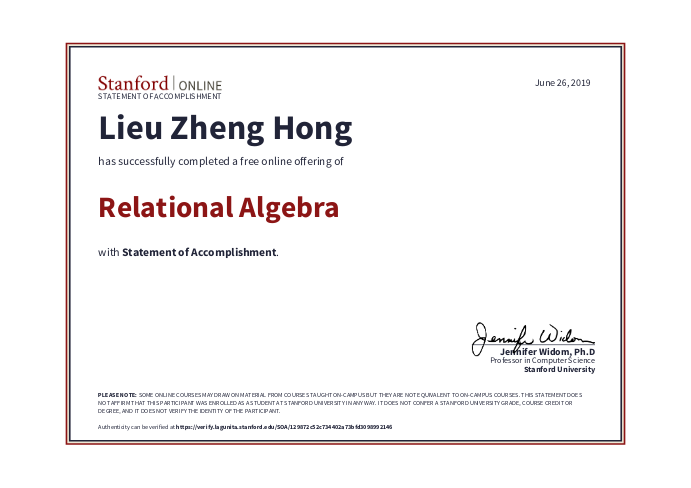 Stanford | ONLINE
June 26, 2019
STATEMENT OF ACCOMPLISHMENT
Lieu Zheng Hong
has successfully completed a free online offering of
Relational Algebra
with Statement of Accomplishment.
Jennifer Widom
Jennifer Widom, Ph.D
Professor in Computer Science
Stanford University
PLEASE NOTE: SOME ONLINE COURSES MAY DRAW ON MATERIAL FROM COURSES TAUGHT ON-CAMPUS BUT THEY ARE NOT EQUIVALENT TO ON-CAMPUS COURSES. THIS STATEMENT DOES
NOT AFFIRM THAT THIS PARTICIPANT WAS ENROLLED AS A STUDENT AT STANFORD UNIVERSITY IN ANY WAY. IT DOES NOT CONFER A STANFORD UNIVERSITY GRADE, COURSE CREDIT OR
DEGREE, AND IT DOES NOT VERIFY THE IDENTITY OF THE PARTICIPANT.
Authenticity can be verified at https://verify.lagunita.stanford.edu/SOA/129872c52c734402a73bfd3098992146